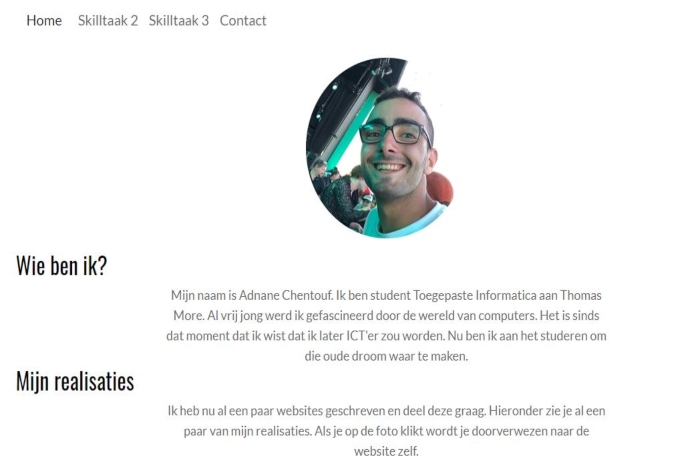 Home Skilltaak 2 Skilltaak 3 Contact
Wie ben ik?
Mijn naam is Adnane Chentouf. Ik ben student Toegepaste Informatica aan Thomas
More. Al vrij jong werd ik gefascineerd door de wereld van computers. Het is sinds
dat moment dat ik wist dat ik later ICT'er zou worden. Nu ben ik aan het studeren om
die oude droom waar te maken.
Mijn realisaties
Ik heb nu al een paar websites geschreven en deel deze graag. Hieronder zie je al een
paar van mijn realisaties. Als je op de foto klikt wordt je doorverwezen naar de
website zelf.